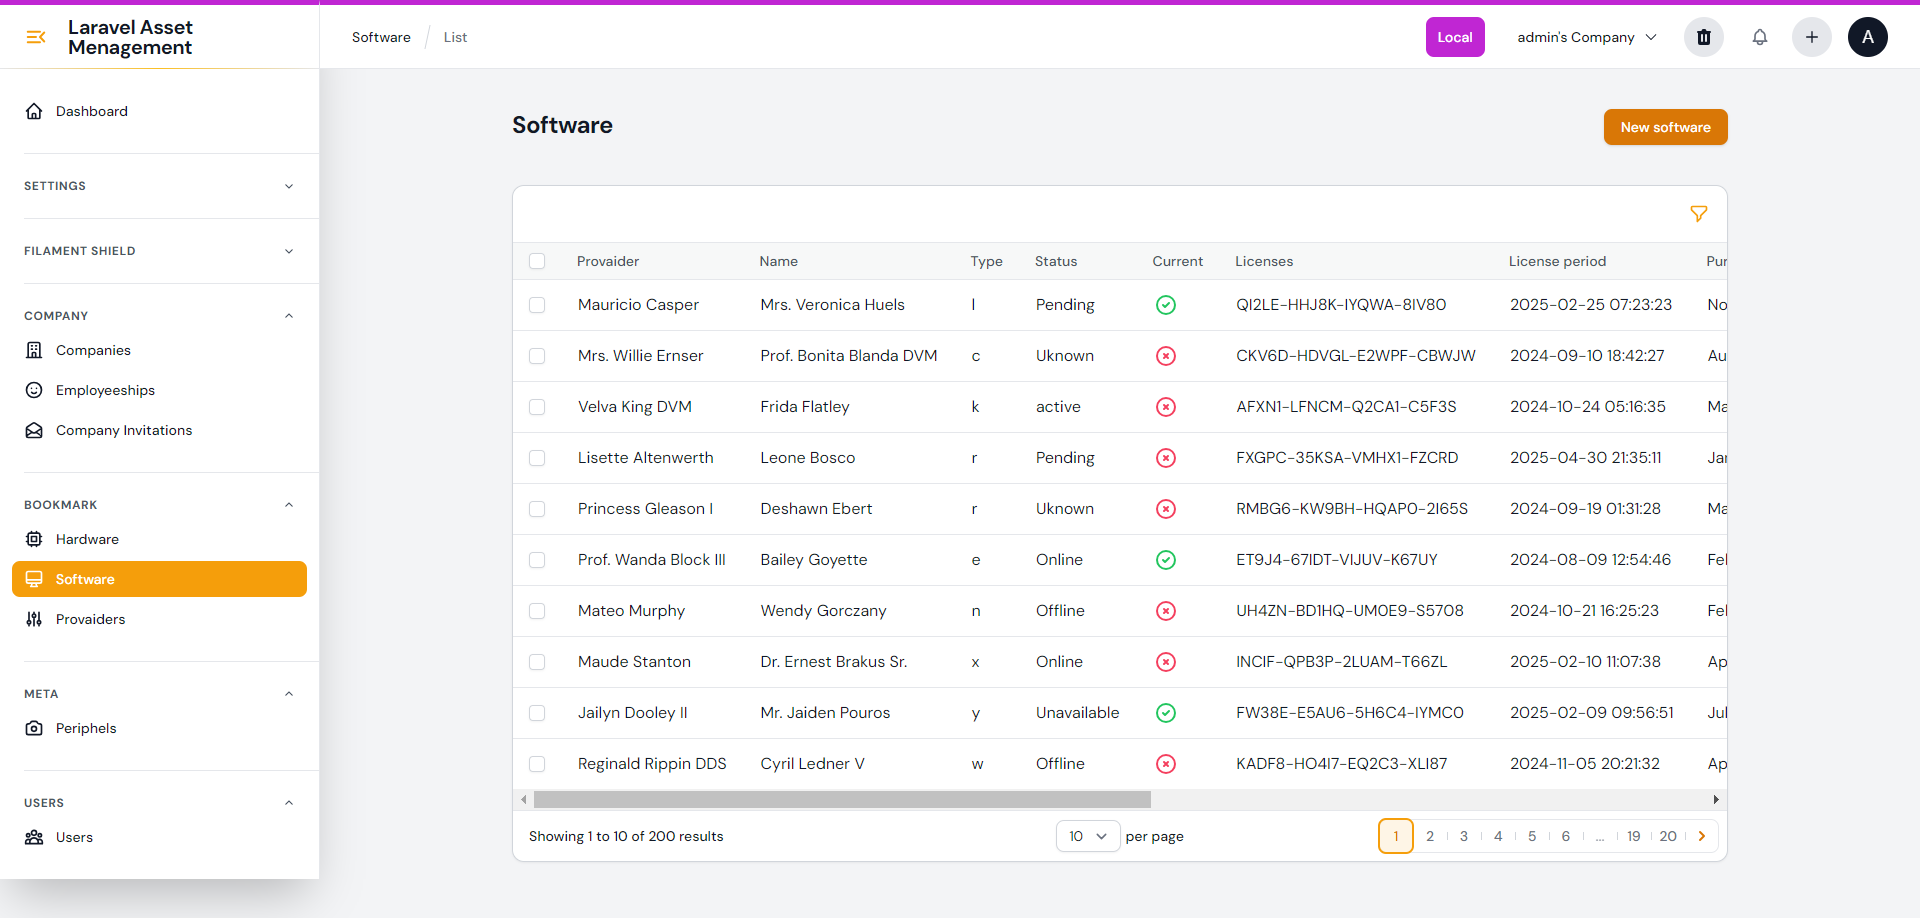 Laravel Asset
Menagement
Software
List
Local
admin's Company
A
Dashboard
SETTINGS
FILAMENT SHIELD
COMPANY
Companies
Employeeships
Company Invitations
BOOKMARK
Hardware
Software
Provaiders
META
Periphels
USERS
Users
Software
New software
Provaider Name Type Status Current Licenses License period Pur
Mauricio Casper Mrs. Veronica Huels l Pending QI2LE-HHJ8K-IYQWA-8IV8O 2025-02-25 07:23:23 No
Mrs. Willie Ernser Prof. Bonita Blanda DVM c Uknown CKV6D-HDVGL-E2WPF-CBWJW 2024-09-10 18:42:27 Au
Velva King DVM Frida Flatley k active AFXN1-LFNCM-Q2CA1-C5F3S 2024-10-24 05:16:35 Ma
Lisette Altenwerth Leone Bosco r Pending FXGPC-35KSA-VMHX1-FZCRD 2025-04-30 21:35:11 Jan
Princess Gleason I Deshawn Ebert r Uknown RMBG6-KW9BH-HQAPO-2I65S 2024-09-19 01:31:28 Ma
Prof. Wanda Block III Bailey Goyette e Online ET9J4-67IDT-VIJUV-K67UY 2024-08-09 12:54:46 Fel
Mateo Murphy Wendy Gorczany n Offline UH4ZN-BD1HQ-UM0E9-S5708 2024-10-21 16:25:23 Fel
Maude Stanton Dr. Ernest Brakus Sr. x Online INCIF-QPB3P-2LUAM-T66ZL 2025-02-10 11:07:38 Ap
Jailyn Dooley II Mr. Jaiden Pouros y Unavailable FW38E-E5AU6-5H6C4-IYMCO 2025-02-09 09:56:51 Jul
Reginald Rippin DDS Cyril Ledner V w Offline KADF8-HO4I7-EQ2C3-XLI87 2024-11-05 20:21:32 Ap
Showing 1 to 10 of 200 results
10 per page
1 2 3 4 5 6 ... 19 20